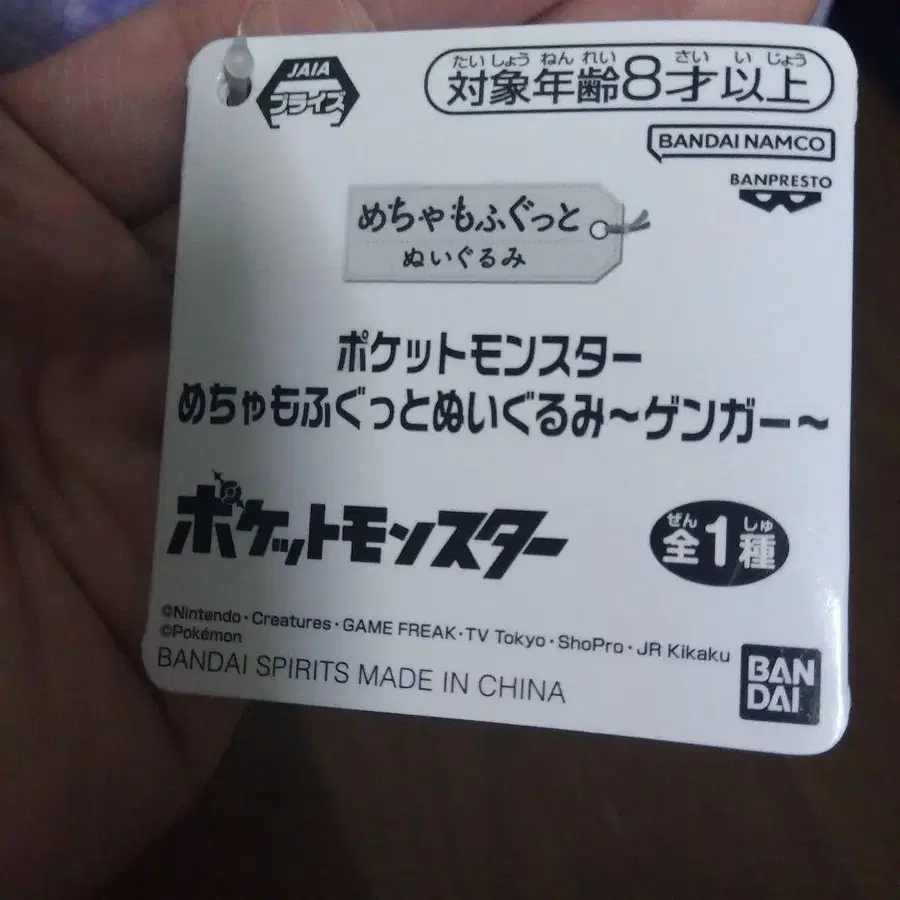 JAIA
プライズ
たいしょうねんれい さいいじょう
対象年齢8才以上
BANDAI NAMCO
BANPRESTO
めちゃもふぐっと
ぬいぐるみ
ポケットモンスター
めちゃもふぐっとぬいぐるみ～ゲンガー～
ポケットモンスター
ぜん しゅ
全1種
©Nintendo・Creatures・GAME FREAK・TV Tokyo・ShoPro・JR Kikaku
©Pokémon
BANDAI SPIRITS MADE IN CHINA
BAN
DAI